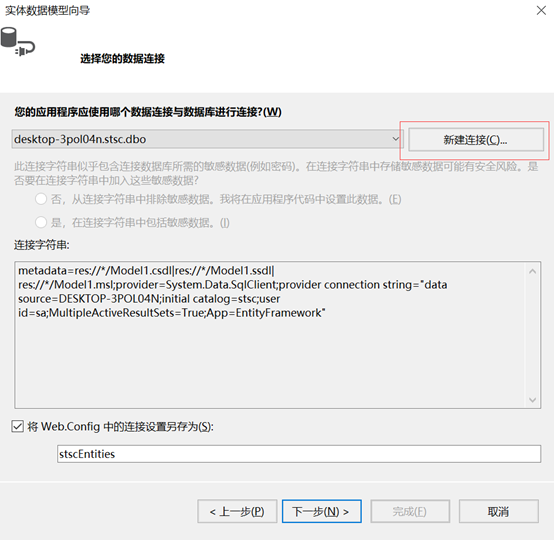 实体数据模型向导
选择您的数据连接
您的应用程序应使用哪个数据连接与数据库进行连接?(W)
desktop-3pol04n.stsc.dbo
新建连接(C)...
此连接字符串似乎包含连接数据库所需的敏感数据(例如密码)。在连接字符串中存储敏感数据可能有安全风险。是
否要在连接字符串中加入这些敏感数据?
否，从连接字符串中排除敏感数据。我将在应用程序代码中设置此数据。(E)
是，在连接字符串中包括敏感数据。(I)
连接字符串:
metadata=res://*/Model1.csdl|res://*/Model1.ssdl|
res://*/Model1.msl;provider=System.Data.SqlClient;provider connection string="data
source=DESKTOP-3POL04N;initial catalog=stsc;user
id=sa;MultipleActiveResultSets=True;App=EntityFramework"
将 Web.Config 中的连接设置另存为(S):
stscEntities
< 上一步(P)
下一步(N) >
完成(F)
取消